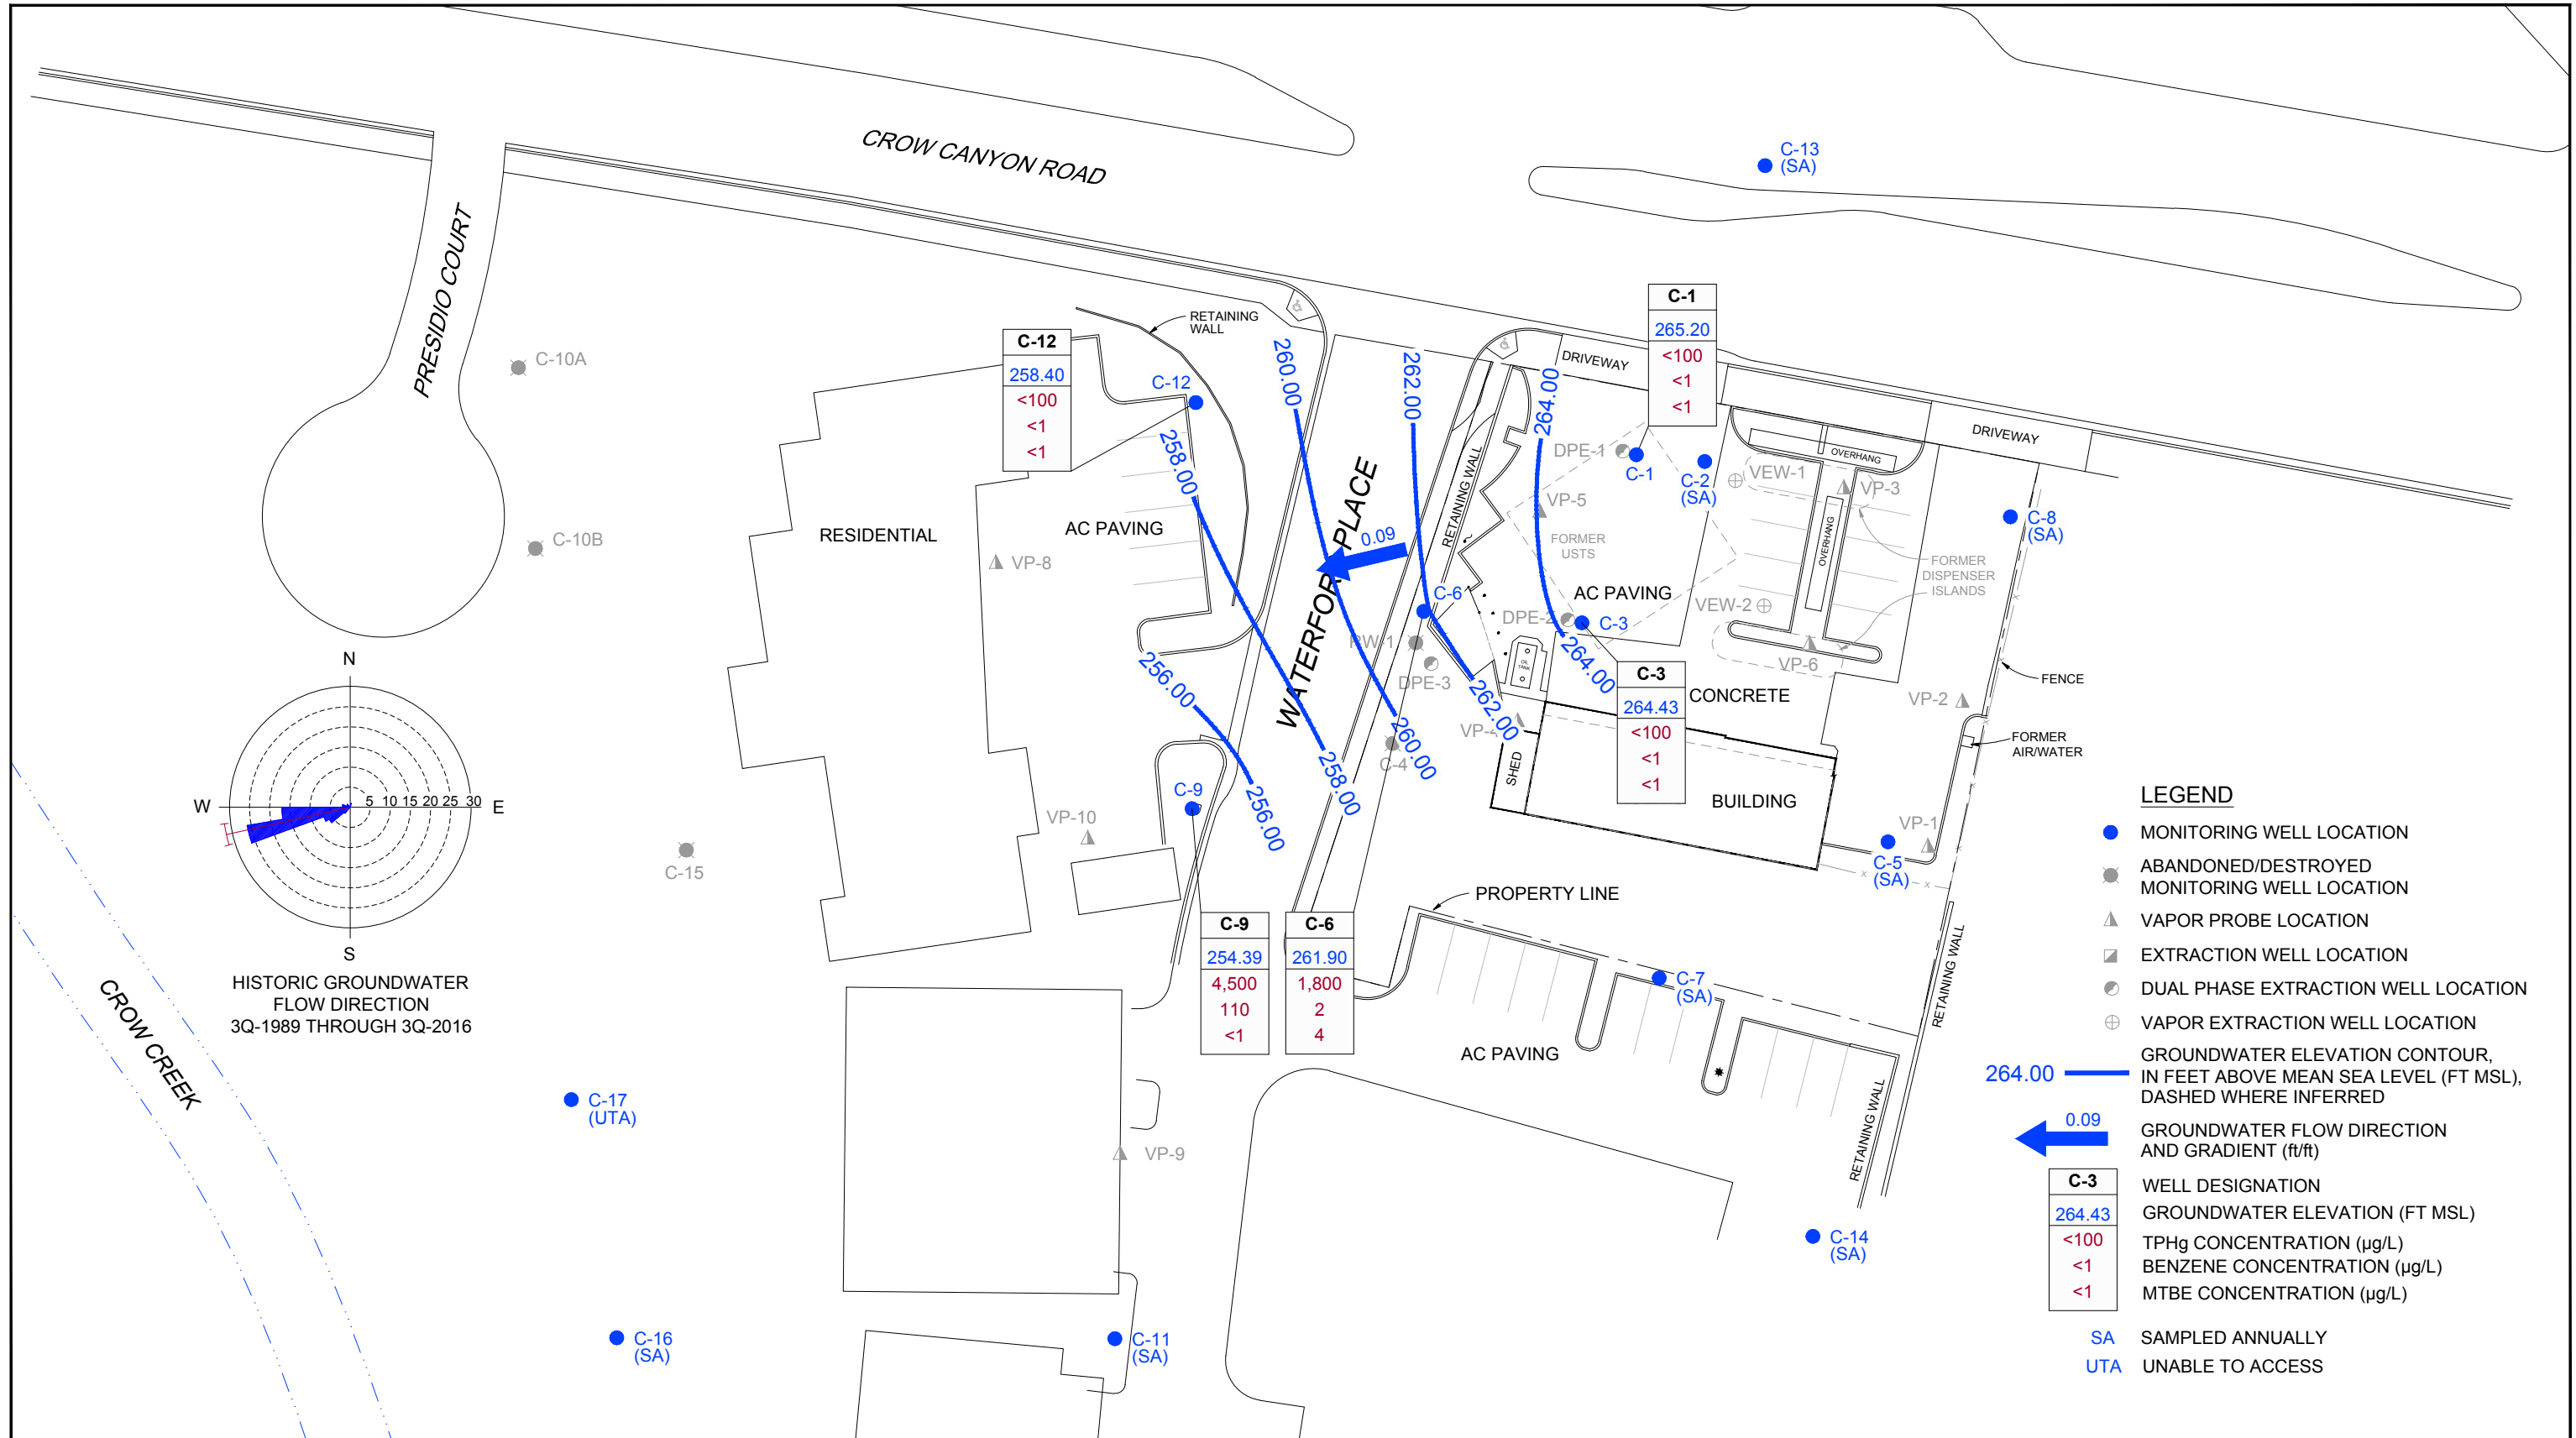 CROW CANYON ROAD
C-13
(SA)
PRESIDIO COURT
C-10A
C-10B
RETAINING
WALL
C-12
258.40
<100
<1
<1
C-12
258.00
260.00
262.00
264.00
DRIVEWAY
C-1
265.20
<100
<1
<1
DPE-1
C-1
C-2
(SA)
VEW-1
OVERHANG
VP-3
DRIVEWAY
C-8
(SA)
RESIDENTIAL
AC PAVING
VP-8
WATERFORD PLACE
0.09
RETAINING WALL
VP-5
FORMER
USTS
AC PAVING
OVERHANG
FORMER
DISPENSER
ISLANDS
VEW-2
C-6
DPE-2
C-3
RW-1
DPE-3
OIL
TANK
264.00
262.00
VP-6
C-3
264.43
<100
<1
<1
CONCRETE
VP-2
FENCE
FORMER
AIR/WATER
C-4
260.00
SHED
BUILDING
256.00
258.00
256.00
C-9
VP-10
VP-1
C-5
(SA)
C-15
N
W
5 10 15 20 25 30
E
S
HISTORIC GROUNDWATER
FLOW DIRECTION
3Q-1989 THROUGH 3Q-2016
CROW CREEK
PROPERTY LINE
C-9
254.39
4,500
110
<1
C-6
261.90
1,800
2
4
C-7
(SA)
AC PAVING
RETAINING WALL
RETAINING WALL
C-17
(UTA)
VP-9
C-14
(SA)
C-16
(SA)
C-11
(SA)
LEGEND
MONITORING WELL LOCATION
ABANDONED/DESTROYED
MONITORING WELL LOCATION
VAPOR PROBE LOCATION
EXTRACTION WELL LOCATION
DUAL PHASE EXTRACTION WELL LOCATION
VAPOR EXTRACTION WELL LOCATION
264.00
GROUNDWATER ELEVATION CONTOUR,
IN FEET ABOVE MEAN SEA LEVEL (FT MSL),
DASHED WHERE INFERRED
0.09
GROUNDWATER FLOW DIRECTION
AND GRADIENT (ft/ft)
C-3 WELL DESIGNATION
264.43 GROUNDWATER ELEVATION (FT MSL)
<100 TPHg CONCENTRATION (µg/L)
<1 BENZENE CONCENTRATION (µg/L)
<1 MTBE CONCENTRATION (µg/L)
SA SAMPLED ANNUALLY
UTA UNABLE TO ACCESS